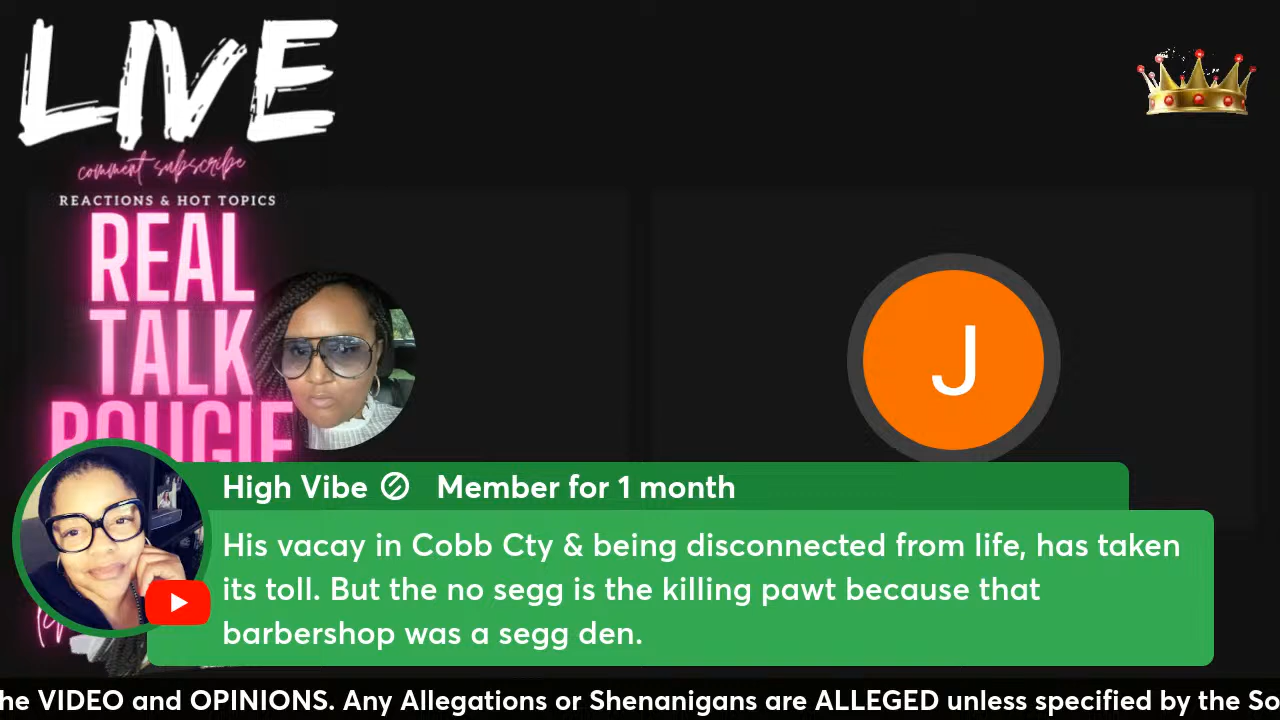 LIVE
comment subscribe
REACTIONS & HOT TOPICS
REAL
TALK
BOUGIE
J
High Vibe Member for 1 month
His vacay in Cobb Cty & being disconnected from life, has taken
its toll. But the no segg is the killing pawt because that
barbershop was a segg den.
he VIDEO and OPINIONS. Any Allegations or Shenanigans are ALLEGED unless specified by the So